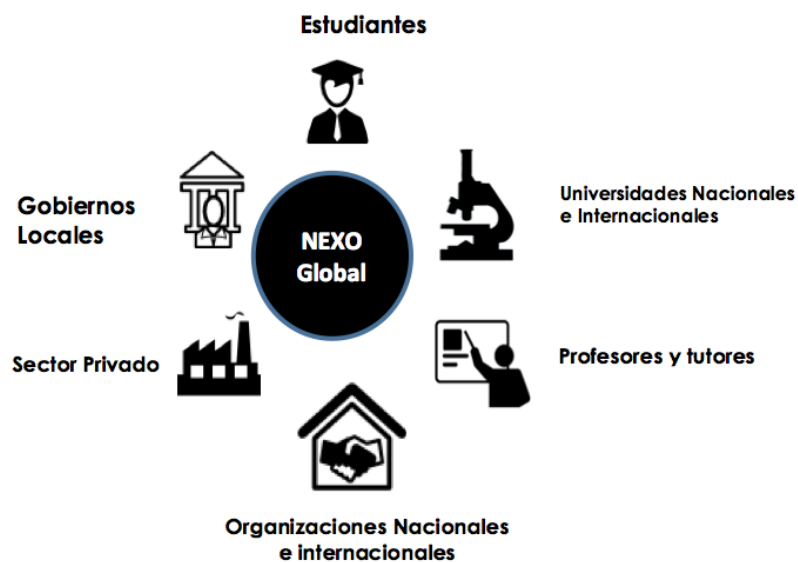 Estudiantes
Gobiernos
Locales
NEXO
Global
Universidades Nacionales
e Internacionales
Sector Privado
Profesores y tutores
Organizaciones Nacionales
e internacionales